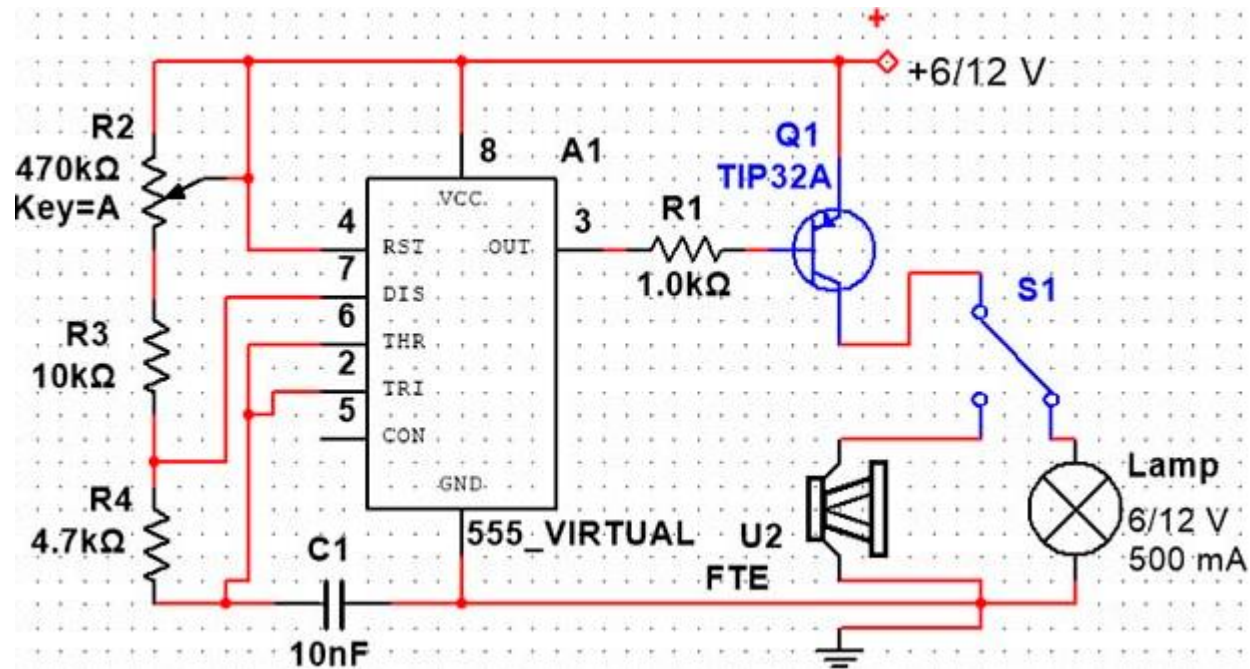 +
+6/12 V
R2
470kΩ
Key=A
8
A1
Q1
TIP32A
VCC
4
RST
OUT
3
R1
1.0kΩ
7
DIS
S1
R3
10kΩ
6
THR
2
TRI
5
CON
GND
R4
4.7kΩ
555_VIRTUAL
C1
10nF
U2
FTE
Lamp
6/12 V
500 mA